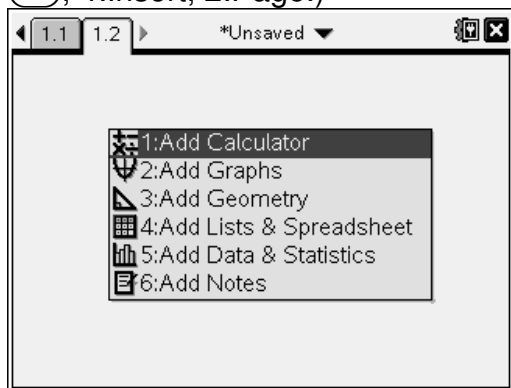 1.1 1.2 *Unsaved
1:Add Calculator
2:Add Graphs
3:Add Geometry
4:Add Lists & Spreadsheet
5:Add Data & Statistics
6:Add Notes